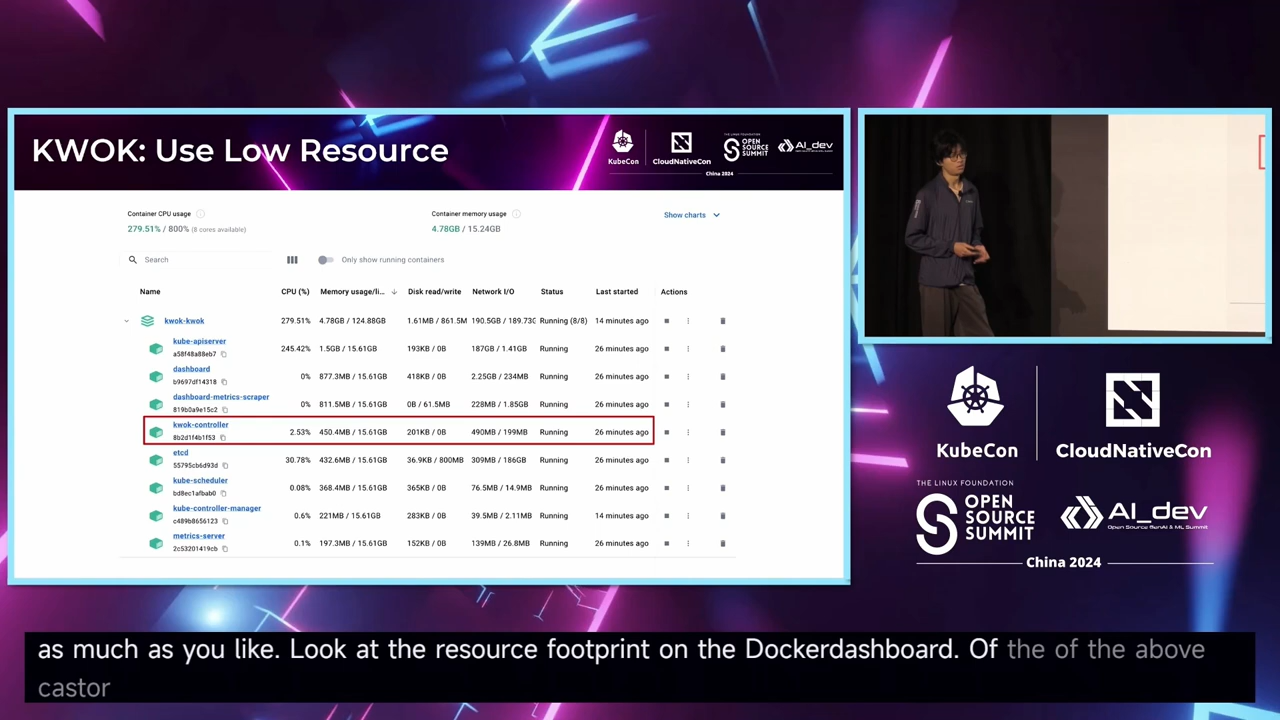 KWOK: Use Low Resource
KubeCon
CloudNativeCon
THE LINUX FOUNDATION
OPEN SOURCE SUMMIT
AI_dev
China 2024
Container CPU usage
279.51% / 800% (8 cores available)
Container memory usage
4.78GB / 15.24GB
Show charts
Search
Only show running containers
Name CPU (%) Memory usage/li... Disk read/write Network I/O Status Last started Actions
kwok-kwok 279.51% 4.78GB / 124.88GB 1.61MB / 861.5M 190.5GB / 189.73G Running (8/8) 14 minutes ago
kube-apiserver
a58f48a88eb7 245.42% 1.5GB / 15.61GB 193KB / 0B 187GB / 1.41GB Running 26 minutes ago
dashboard
b9697df14318 0% 877.3MB / 15.61GB 418KB / 0B 2.25GB / 234MB Running 26 minutes ago
dashboard-metrics-scraper
819b0a9e15c2 0% 811.5MB / 15.61GB 0B / 61.5MB 228MB / 1.85GB Running 26 minutes ago
kwok-controller
8b2d1f4b1f53 2.53% 450.4MB / 15.61GB 201KB / 0B 490MB / 199MB Running 26 minutes ago
etcd
55795cb6d93d 30.78% 432.6MB / 15.61GB 36.9KB / 800MB 309MB / 186GB Running 26 minutes ago
kube-scheduler
bd8ec1afbab0 0.08% 368.4MB / 15.61GB 365KB / 0B 76.5MB / 14.9MB Running 26 minutes ago
kube-controller-manager
c489b8656123 0.6% 221MB / 15.61GB 283KB / 0B 39.5MB / 2.11MB Running 14 minutes ago
metrics-server
2c53201419cb 0.1% 197.3MB / 15.61GB 152KB / 0B 139MB / 26.8MB Running 26 minutes ago
KubeCon
CloudNativeCon
THE LINUX FOUNDATION
OPEN
SOURCE
SUMMIT
AI_dev
Open Source GenAI & ML Summit
China 2024
as much as you like. Look at the resource footprint on the Dockerdashboard. Of the of the above
castor